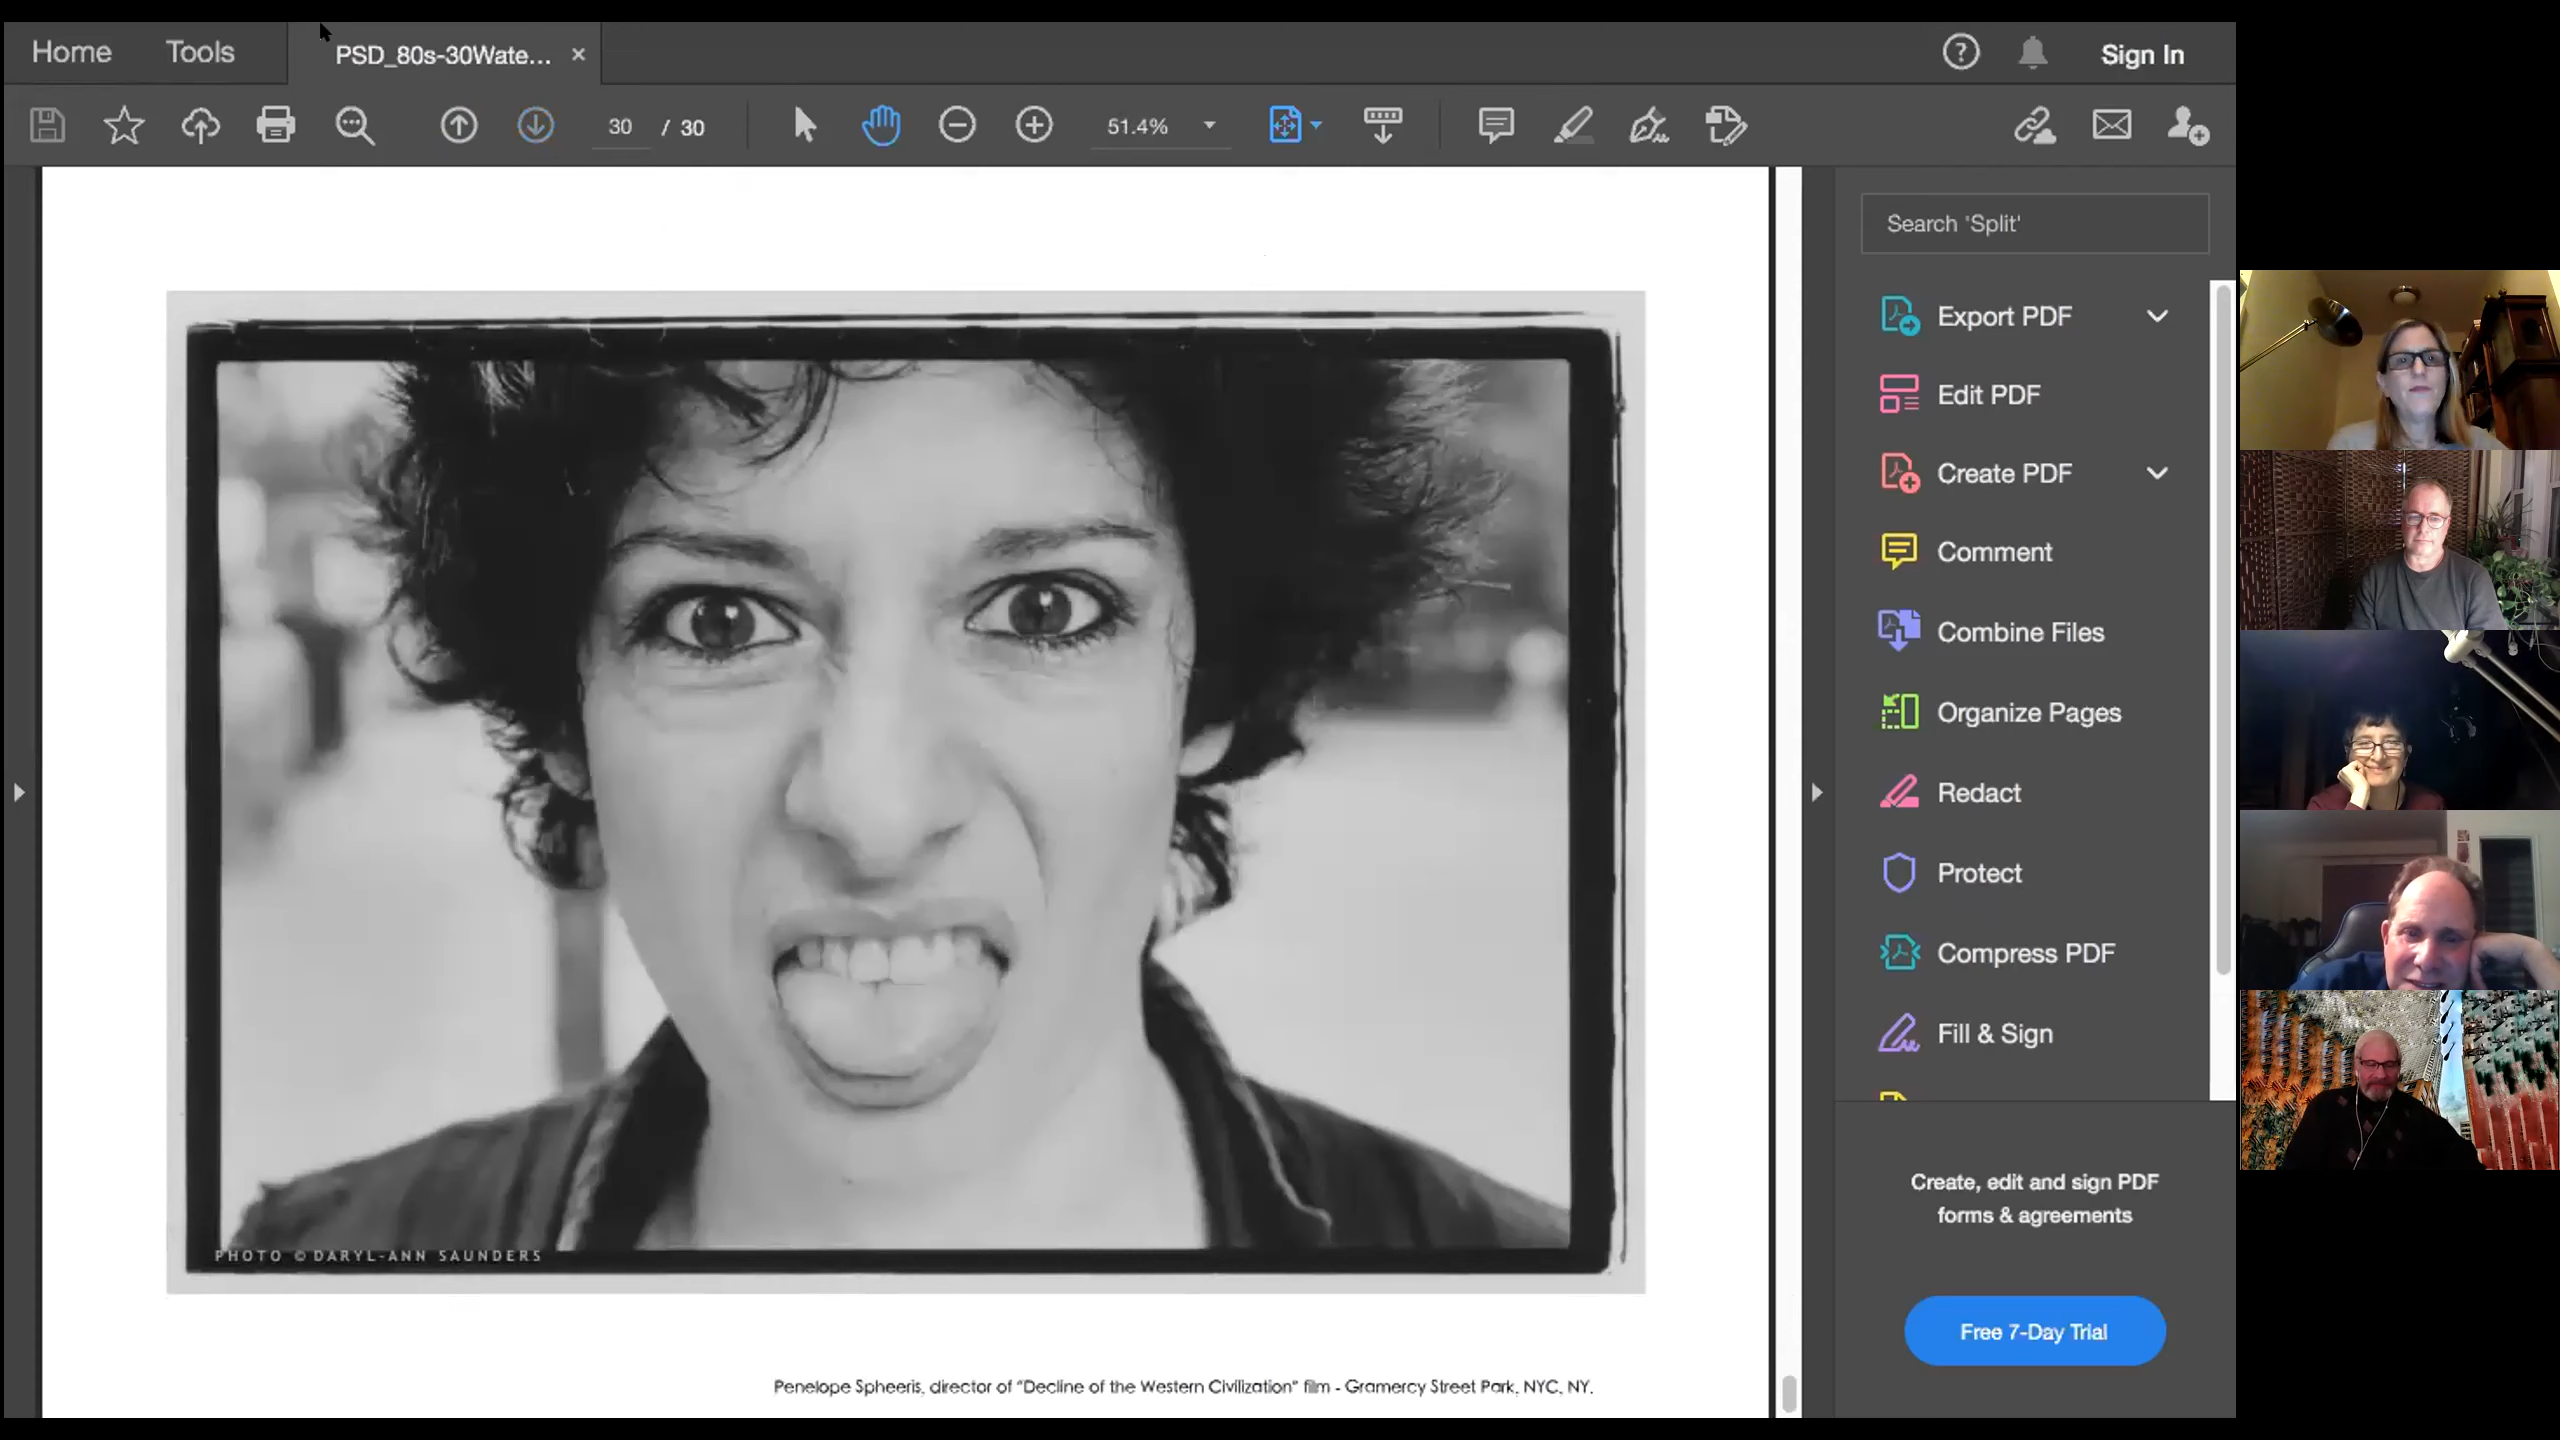 Home
Tools
PSD_80s-30Wate...
Sign In
30 / 30
51.4%
Search 'Split'
Export PDF
Edit PDF
Create PDF
Comment
Combine Files
Organize Pages
Redact
Protect
Compress PDF
Fill & Sign
Create, edit and sign PDF
forms & agreements
Free 7-Day Trial
PHOTO © DARYL-ANN SAUNDERS
Penelope Spheeris, director of "Decline of the Western Civilization" film - Gramercy Street Park, NYC, NY.